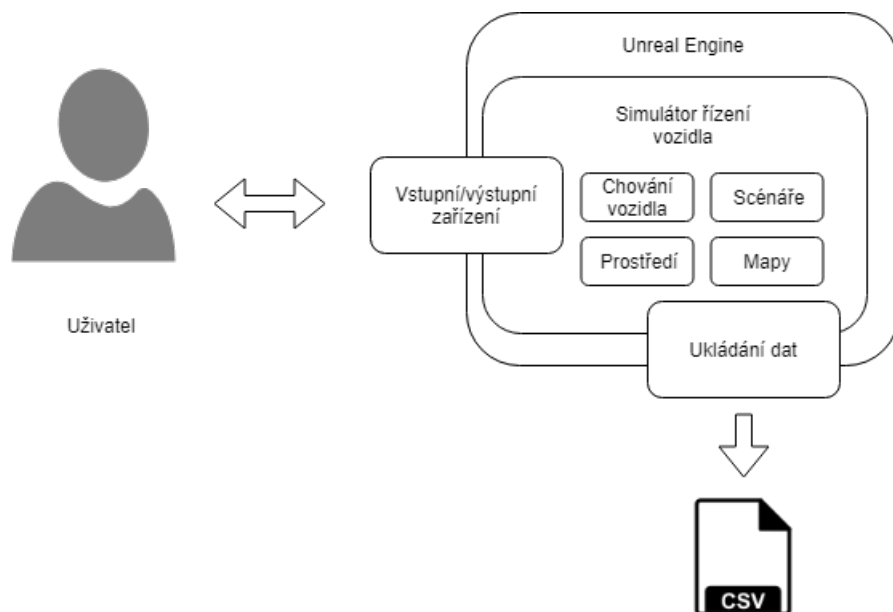 Unreal Engine
Simulátor řízení
vozidla
Vstupní/výstupní
zařízení
Chování
vozidla
Scénáře
Prostředí
Mapy
Uživatel
Ukládání dat
CSV